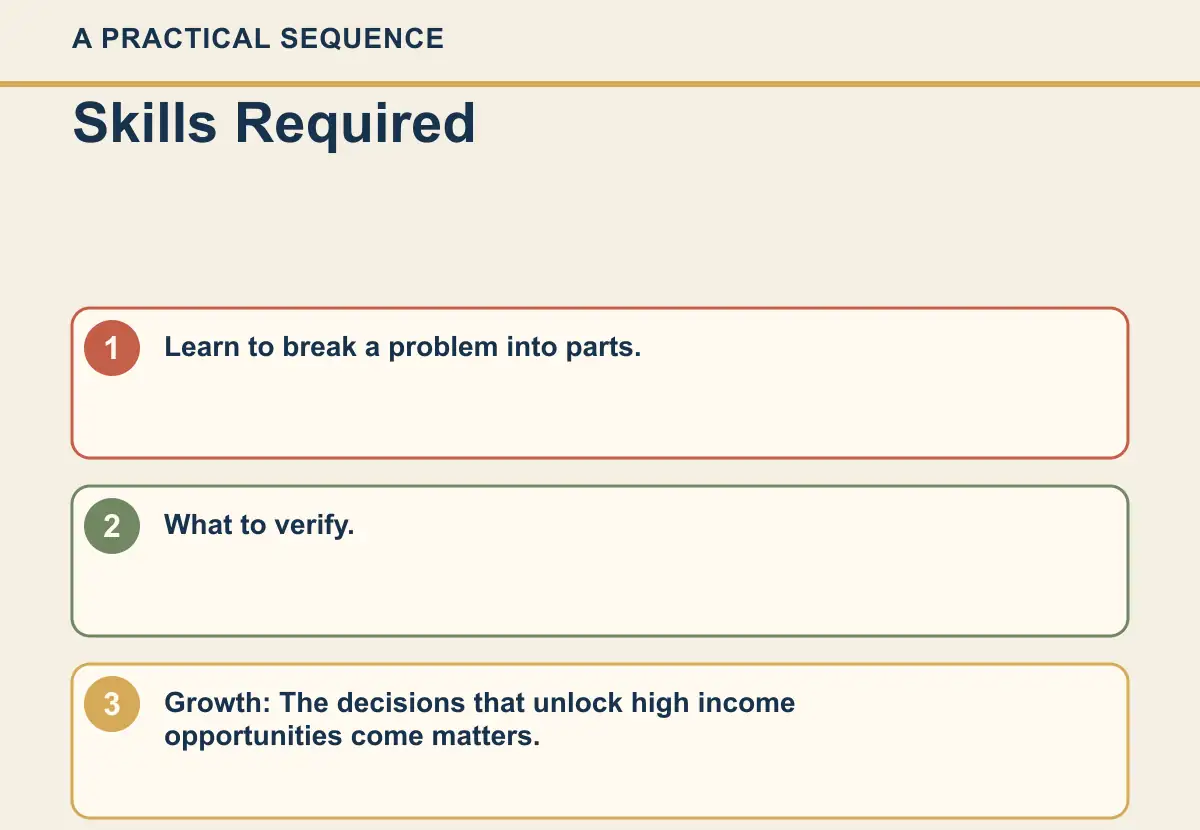 A PRACTICAL SEQUENCE
Skills Required
1
Learn to break a problem into parts.
2
What to verify.
3
Growth: The decisions that unlock high income
opportunities come matters.